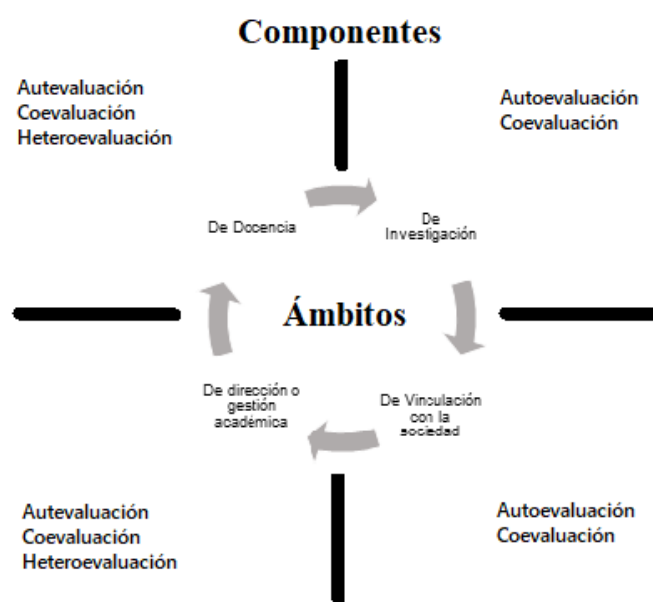 Componentes
Autevaluación
Coevaluación
Heteroevaluación
Autoevaluación
Coevaluación
De Docencia
De
Investigación
Ámbitos
De dirección o
gestión
académica
De Vinculación
con la
sociedad
Autevaluación
Coevaluación
Heteroevaluación
Autoevaluación
Coevaluación